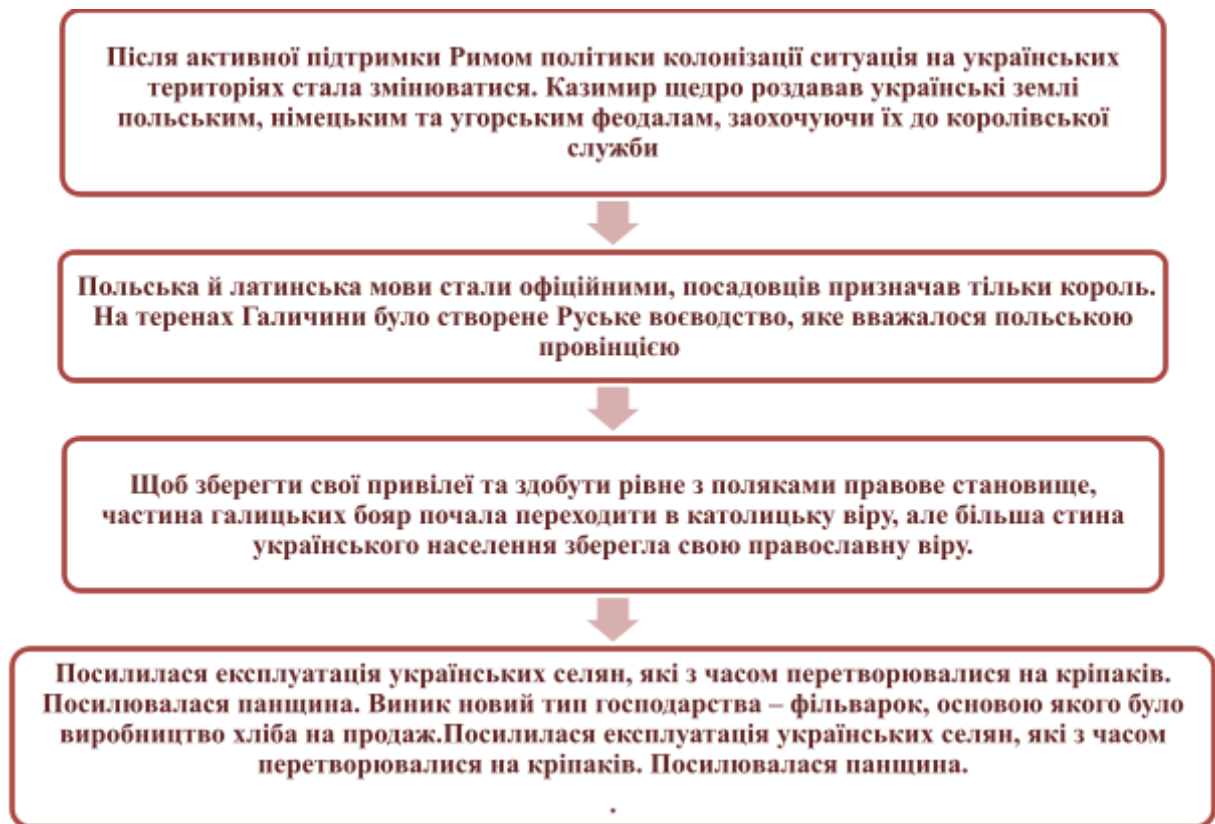 Після активної підтримки Римом політики колонізації ситуація на українських
територіях стала змінюватися. Казимир щедро роздавав українські землі
польським, німецьким та угорським феодалам, заохочуючи їх до королівської
служби
Польська й латинська мови стали офіційними, посадовців призначав тільки король.
На теренах Галичини було створене Руське воєводство, яке вважалося польською
провінцією
Щоб зберегти свої привілеї та здобути рівне з поляками правове становище,
частина галицьких бояр почала переходити в католицьку віру, але більша стина
українського населення зберегла свою православну віру.
Посилилася експлуатація українських селян, які з часом перетворювалися на кріпаків.
Посилювалася панщина. Виник новий тип господарства – фільварок, основою якого було
виробництво хліба на продаж.Посилилася експлуатація українських селян, які з часом
перетворювалися на кріпаків. Посилювалася панщина.
.